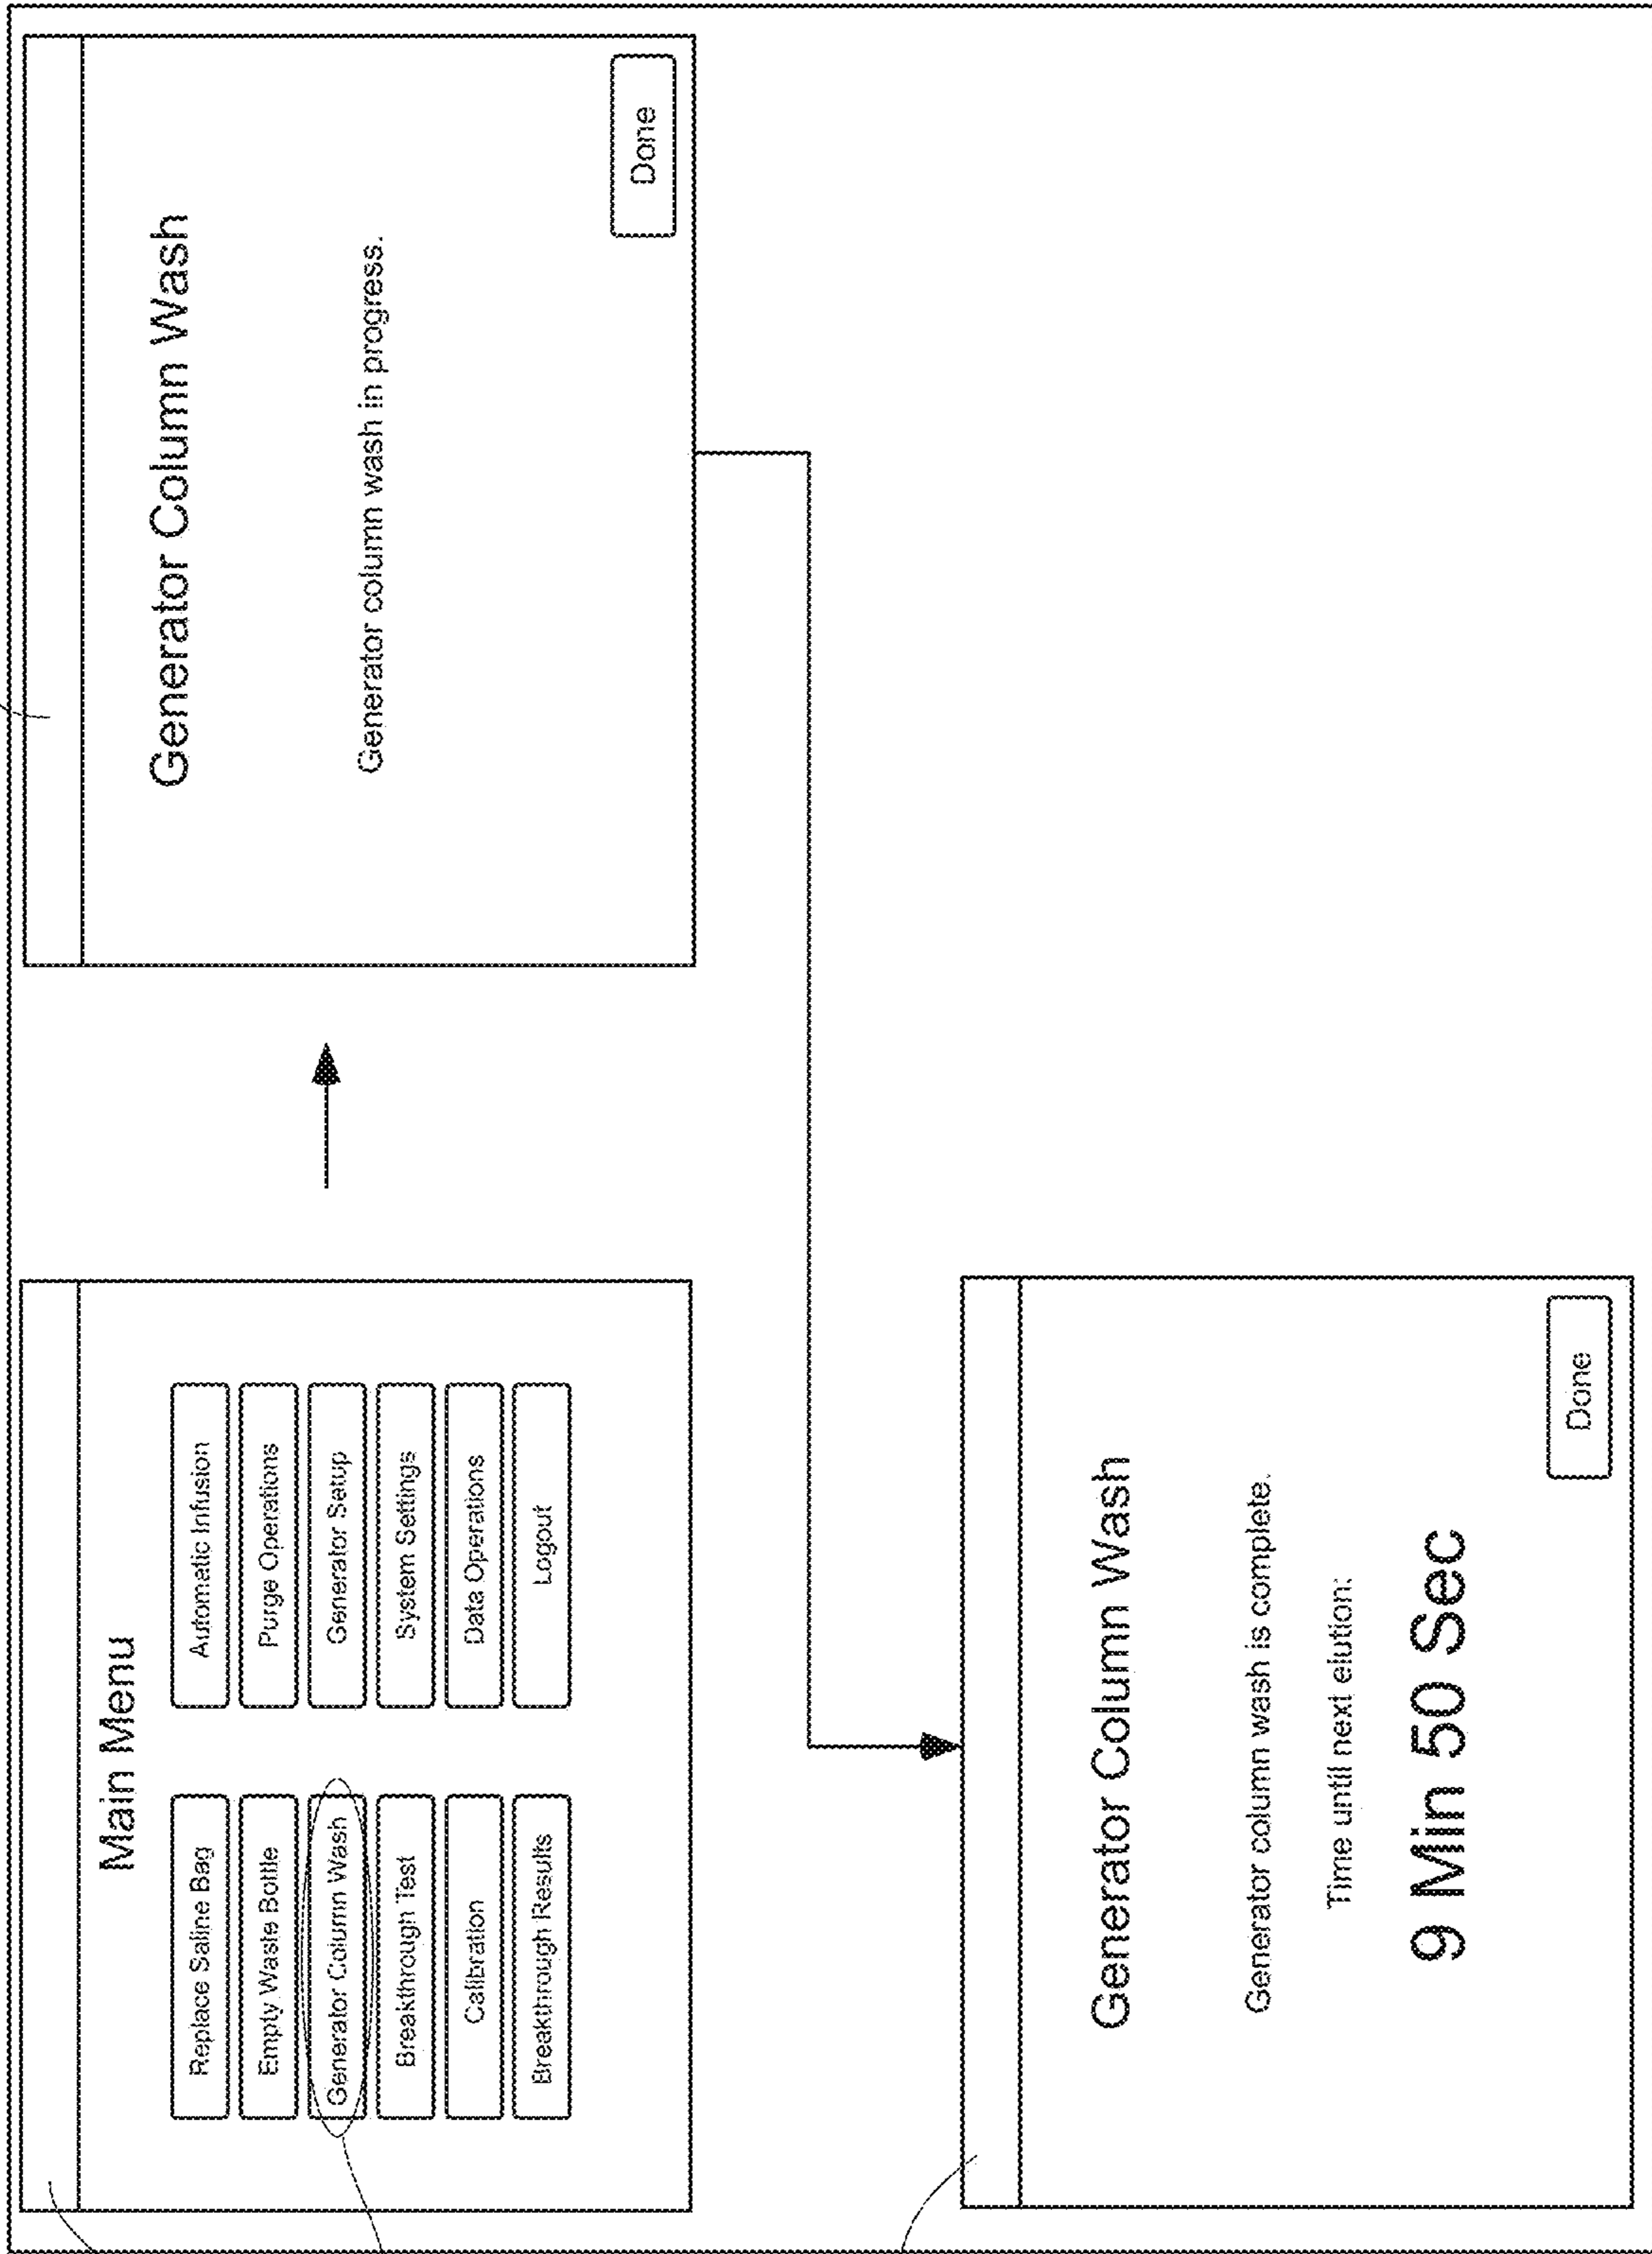 Main Menu
Replace Saline Bag
Automatic Infusion
Empty Waste Bottle
Purge Operations
Generator Column Wash
Generator Setup
Breakthrough Test
System Settings
Calibration
Data Operations
Breakthrough Results
Logout
Generator Column Wash
Generator column wash in progress.
Done
Generator Column Wash
Generator column wash is complete.
Time until next elution:
9 Min 50 Sec
Done